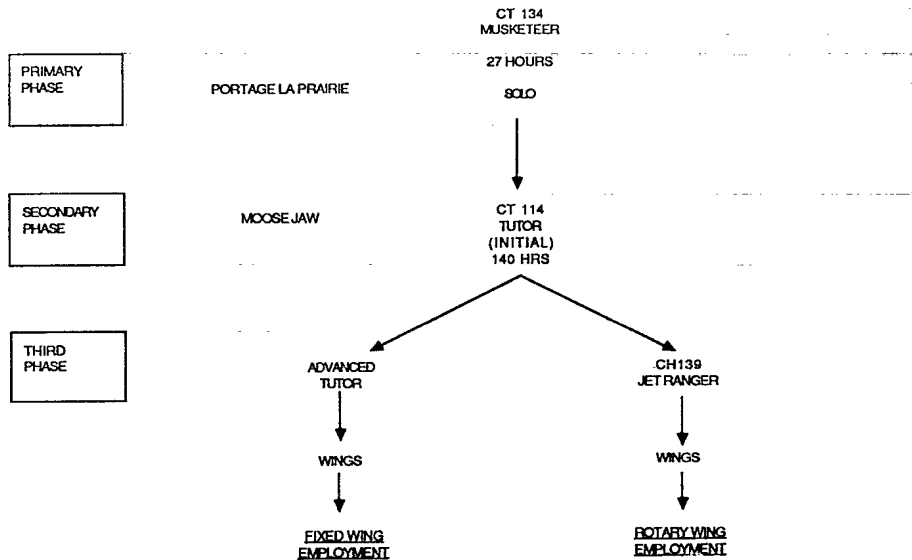 CT 134
MUSKETEER
PRIMARY
PHASE
PORTAGE LA PRAIRIE
27 HOURS
SOLO
SECONDARY
PHASE
MOOSE JAW
CT 114
TUTOR
(INITIAL)
140 HRS
THIRD
PHASE
ADVANCED
TUTOR
CH139
JET RANGER
WINGS
WINGS
FIXED WING
EMPLOYMENT
ROTARY WING
EMPLOYMENT